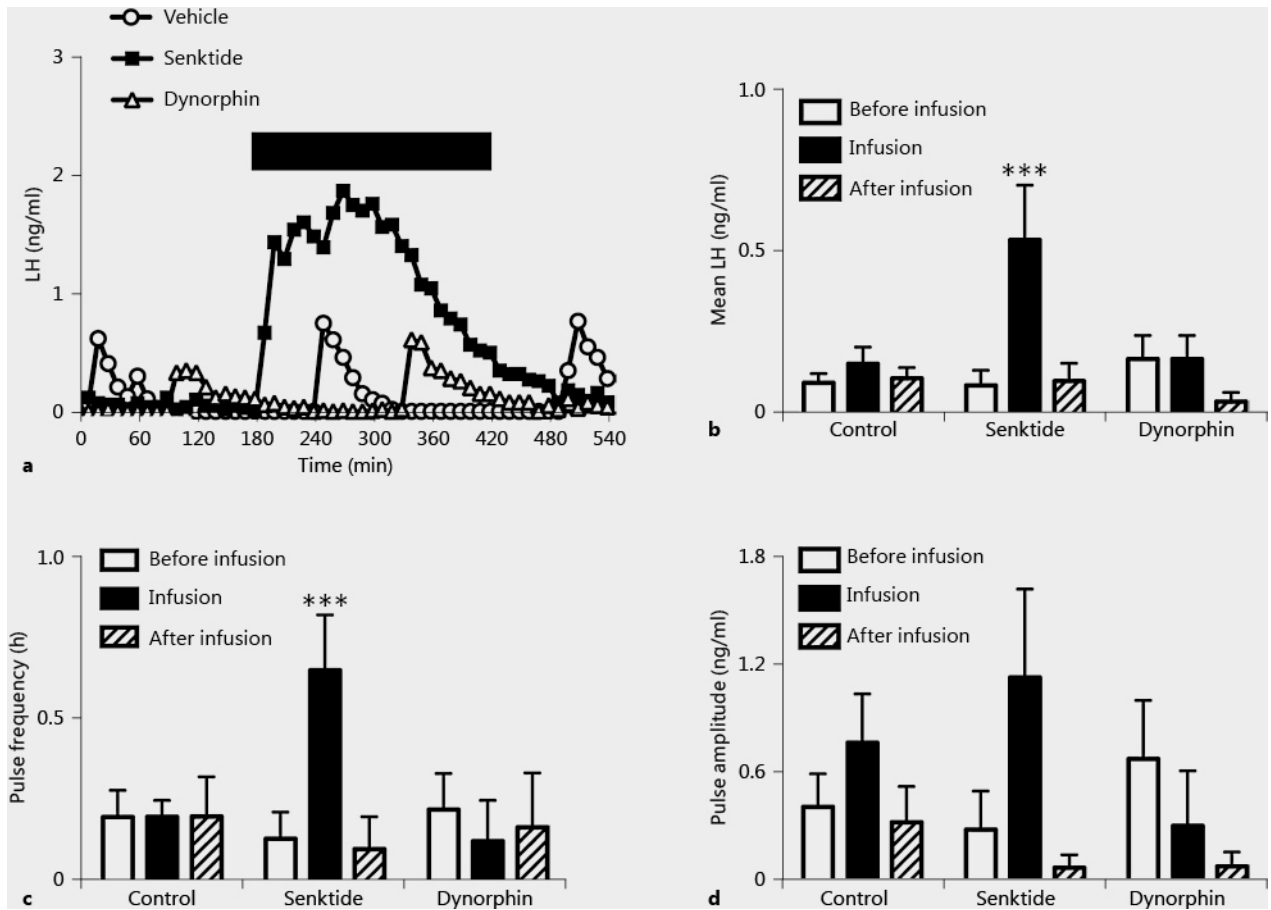 Vehicle
Senktide
Dynorphin
3
2
1
0
LH (ng/ml)
0 60 120 180 240 300 360 420 480 540
Time (min)
a
Before infusion
Infusion
After infusion
1.0
0.5
0
Mean LH (ng/ml)
***
Control Senktide Dynorphin
b
Before infusion
Infusion
After infusion
1.0
0.5
0
Pulse frequency (h)
***
Control Senktide Dynorphin
c
Before infusion
Infusion
After infusion
1.8
1.2
0.6
0
Pulse amplitude (ng/ml)
Control Senktide Dynorphin
d